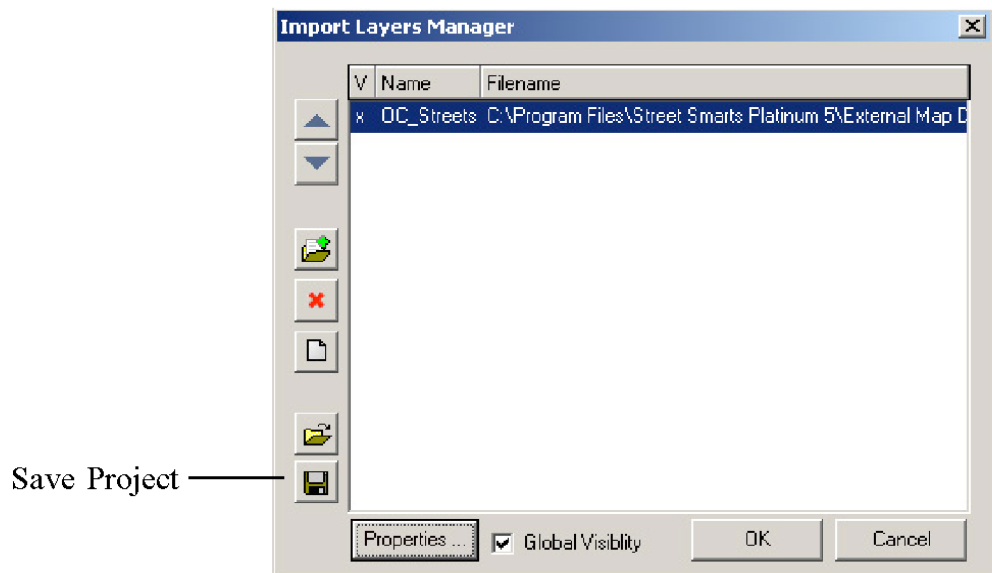 Import Layers Manager
V Name Filename
x OC_Streets C:\Program Files\Street Smarts Platinum 5\External Map D
Save Project
Properties ... Global Visiblity OK Cancel